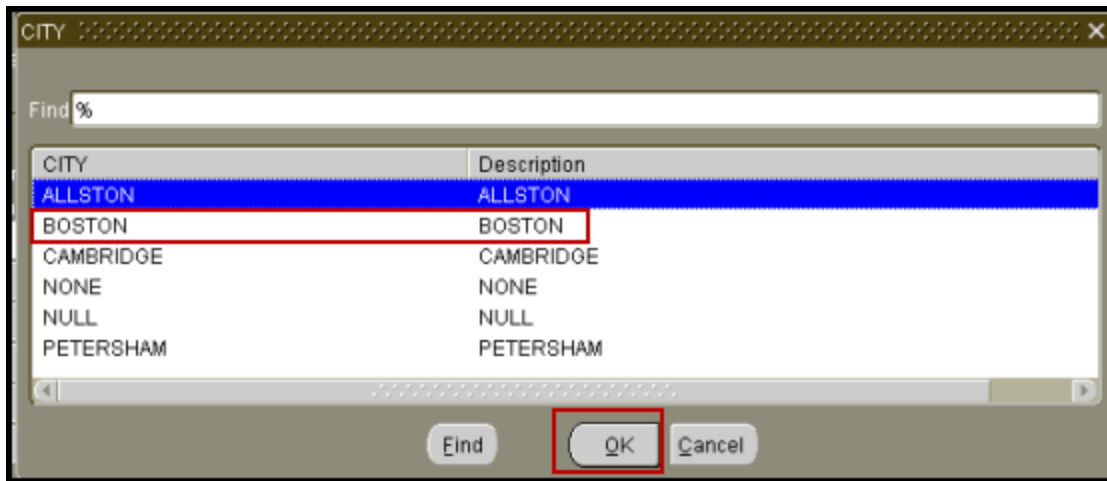 CITY
Find %
CITY Description
ALLSTON ALLSTON
BOSTON BOSTON
CAMBRIDGE CAMBRIDGE
NONE NONE
NULL NULL
PETERSHAM PETERSHAM
Find OK Cancel